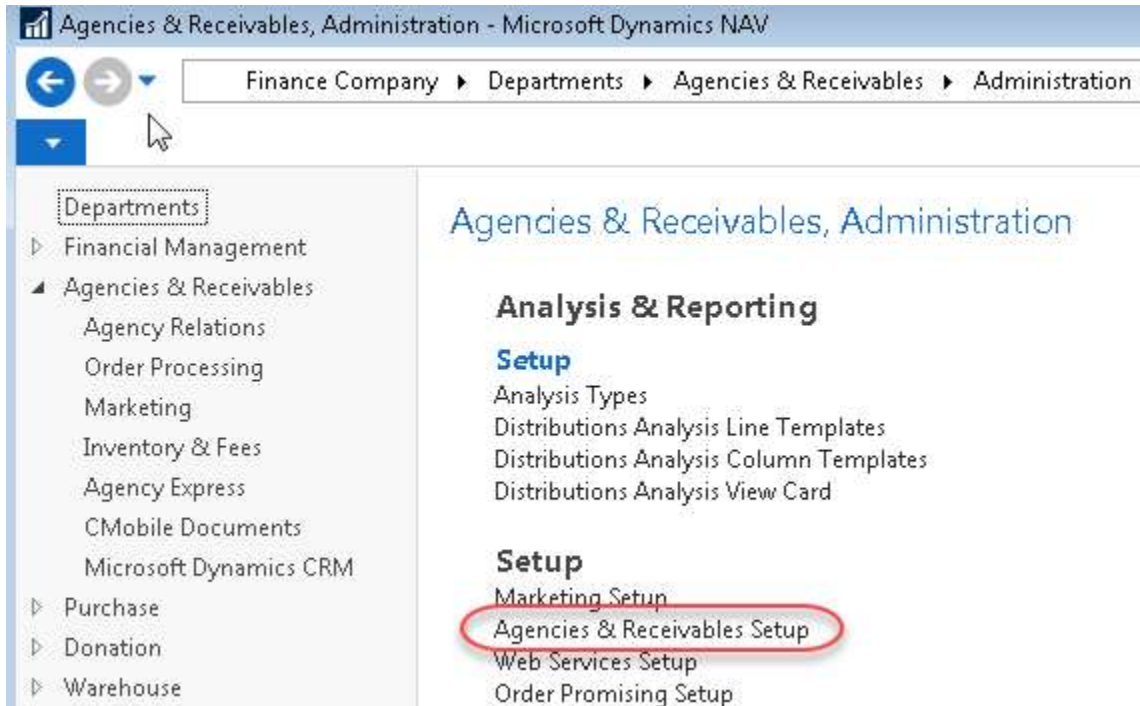 Agencies & Receivables, Administration - Microsoft Dynamics NAV
Finance Company ▸ Departments ▸ Agencies & Receivables ▸ Administration
Departments
Financial Management
Agencies & Receivables
Agency Relations
Order Processing
Marketing
Inventory & Fees
Agency Express
CMobile Documents
Microsoft Dynamics CRM
Purchase
Donation
Warehouse
Agencies & Receivables, Administration
Analysis & Reporting
Setup
Analysis Types
Distributions Analysis Line Templates
Distributions Analysis Column Templates
Distributions Analysis View Card
Setup
Marketing Setup
Agencies & Receivables Setup
Web Services Setup
Order Promising Setup